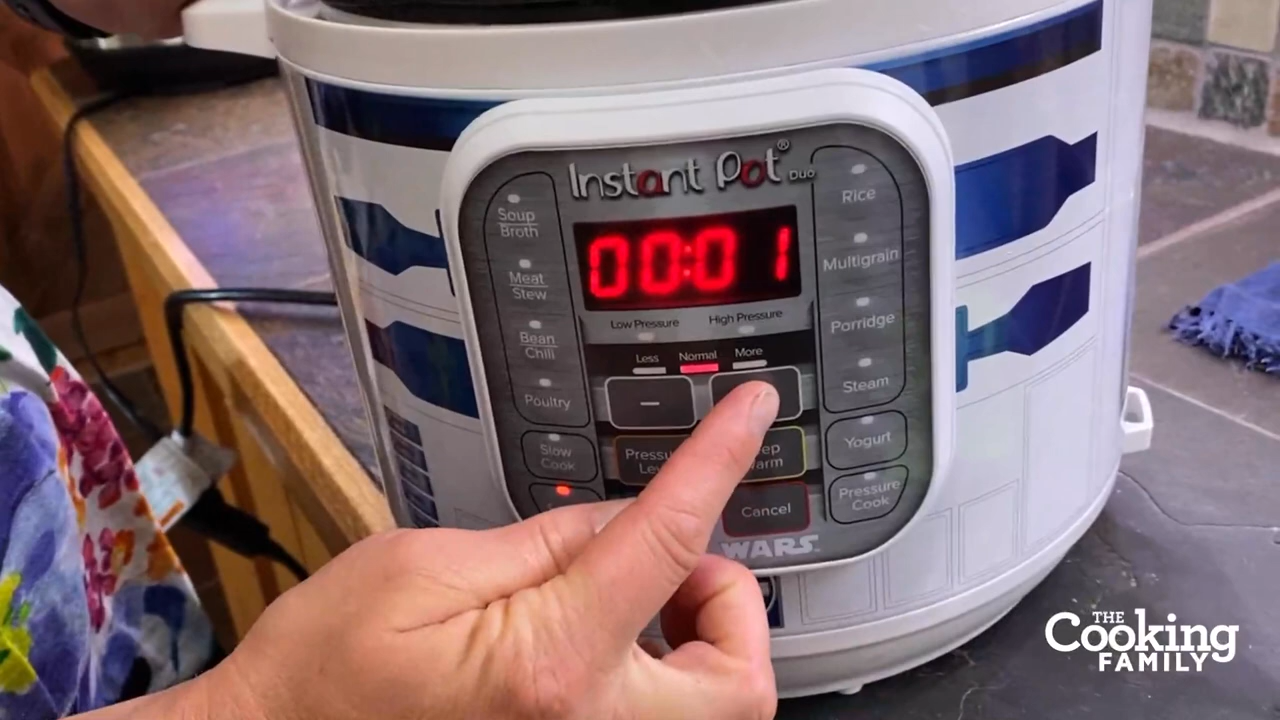 Instant Pot® Duo
00:01
Low Pressure High Pressure
Less Normal More
−
Soup
Broth
Meat
Stew
Bean
Chili
Poultry
Slow
Cook
Rice
Multigrain
Porridge
Steam
Yogurt
Pressure
Cook
Cancel
WARS
THE
Cooking
FAMILY